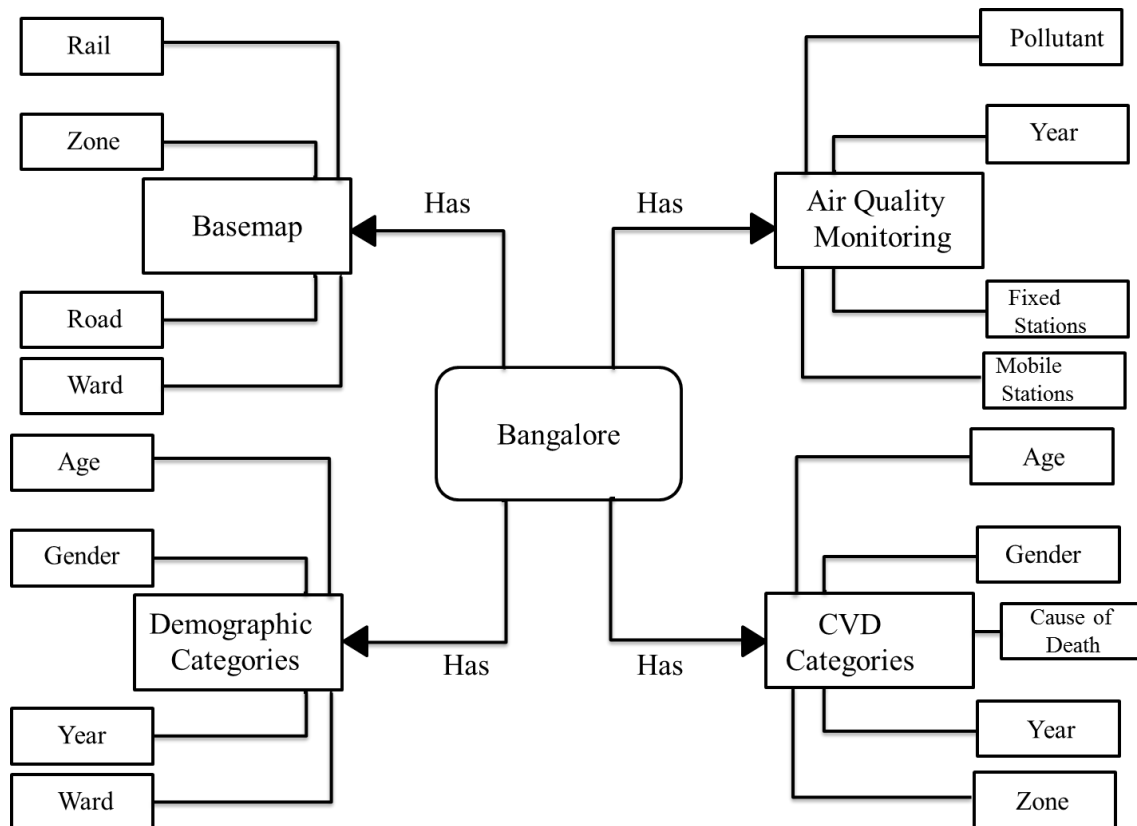 Rail
Zone
Basemap
Road
Ward
Has
Has
Pollutant
Year
Air Quality
Monitoring
Fixed
Stations
Mobile
Stations
Bangalore
Age
Gender
Demographic
Categories
Year
Ward
Has
Has
Age
Gender
CVD
Categories
Cause of
Death
Year
Zone